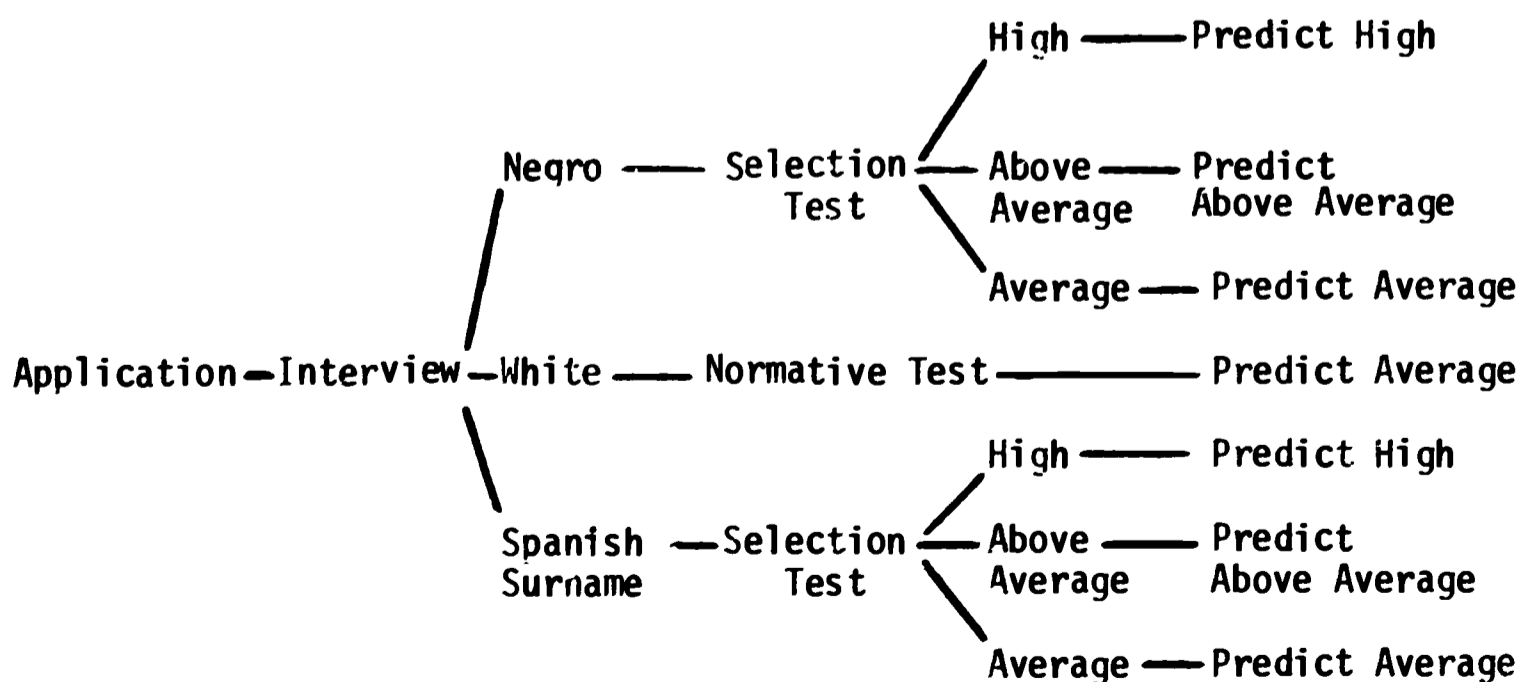 High Predict High
Negro Selection Above Predict
Test Average Above Average
Average Predict Average
Application Interview White Normative Test Predict Average
High Predict High
Spanish Selection Above Predict
Surname Test Average Above Average
Average Predict Average